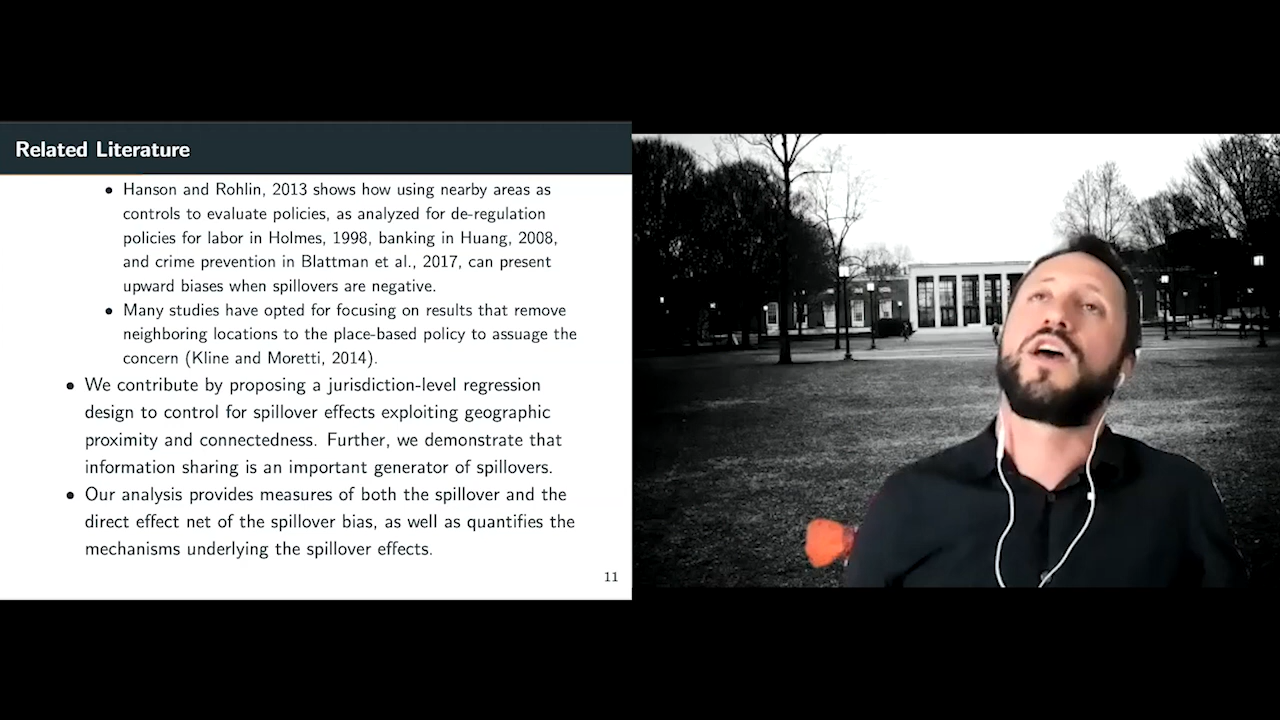 Related Literature
• Hanson and Rohlin, 2013 shows how using nearby areas as
controls to evaluate policies, as analyzed for de-regulation
policies for labor in Holmes, 1998, banking in Huang, 2008,
and crime prevention in Blattman et al., 2017, can present
upward biases when spillovers are negative.
• Many studies have opted for focusing on results that remove
neighboring locations to the place-based policy to assuage the
concern (Kline and Moretti, 2014).
• We contribute by proposing a jurisdiction-level regression
design to control for spillover effects exploiting geographic
proximity and connectedness. Further, we demonstrate that
information sharing is an important generator of spillovers.
• Our analysis provides measures of both the spillover and the
direct effect net of the spillover bias, as well as quantifies the
mechanisms underlying the spillover effects.
11